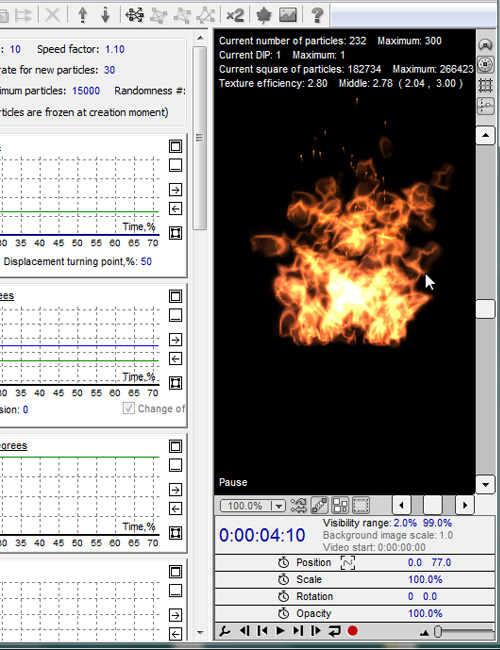 x2
?
: 10 Speed factor: 1.10
rate for new particles: 30
mum particles: 15000 Randomness #:
ticles are frozen at creation moment)
Time,%
30 35 40 45 50 55 60 65 70
Displacement turning point,%: 50
rees
Time,%
30 35 40 45 50 55 60 65 70
sion: 0 Change of
egrees
Time,%
30 35 40 45 50 55 60 65 70
Current number of particles: 232 Maximum: 300
Current DIP: 1 Maximum: 1
Current square of particles: 182734 Maximum: 266423
Texture efficiency: 2.80 Middle: 2.78 ( 2.04 , 3.00 )
Pause
100.0%
0:00:04:10
Visibility range: 2.0% 99.0%
Background image scale: 1.0
Video start: 0:00:00:00
Position 0.0 77.0
Scale 100.0%
Rotation 0 0.0
Opacity 100.0%